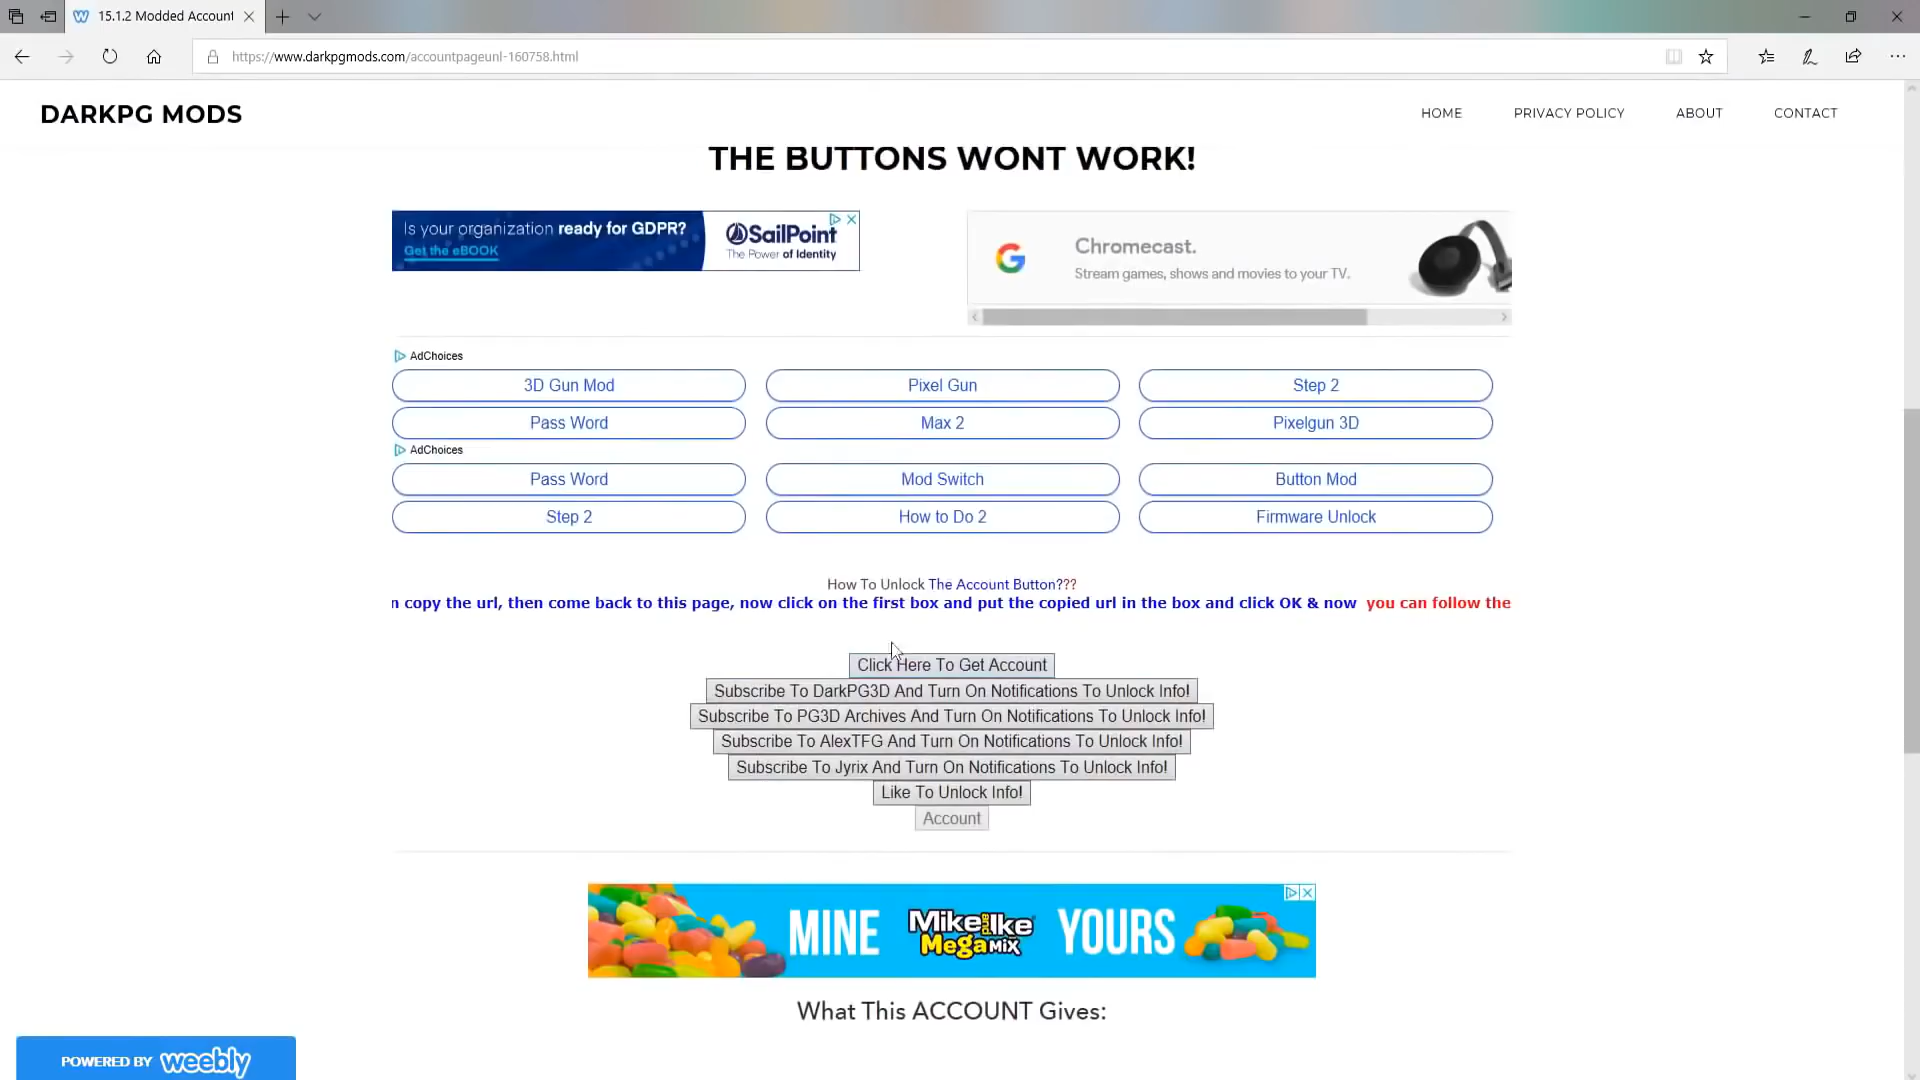 15.1.2 Modded Account
https://www.darkpgmods.com/accountpageunl-160758.html
DARKPG MODS
HOME
PRIVACY POLICY
ABOUT
CONTACT
THE BUTTONS WONT WORK!
Is your organization ready for GDPR?
Get the eBOOK
SailPoint
The Power of Identity
Chromecast.
Stream games, shows and movies to your TV.
AdChoices
3D Gun Mod
Pixel Gun
Step 2
Pass Word
Max 2
Pixelgun 3D
AdChoices
Pass Word
Mod Switch
Button Mod
Step 2
How to Do 2
Firmware Unlock
How To Unlock The Account Button???
n copy the url, then come back to this page, now click on the first box and put the copied url in the box and click OK & now you can follow the
Click Here To Get Account
Subscribe To DarkPG3D And Turn On Notifications To Unlock Info!
Subscribe To PG3D Archives And Turn On Notifications To Unlock Info!
Subscribe To AlexTFG And Turn On Notifications To Unlock Info!
Subscribe To Jyrix And Turn On Notifications To Unlock Info!
Like To Unlock Info!
Account
MINE
Mike and Ike
Mega MIX
YOURS
What This ACCOUNT Gives:
POWERED BY weebly